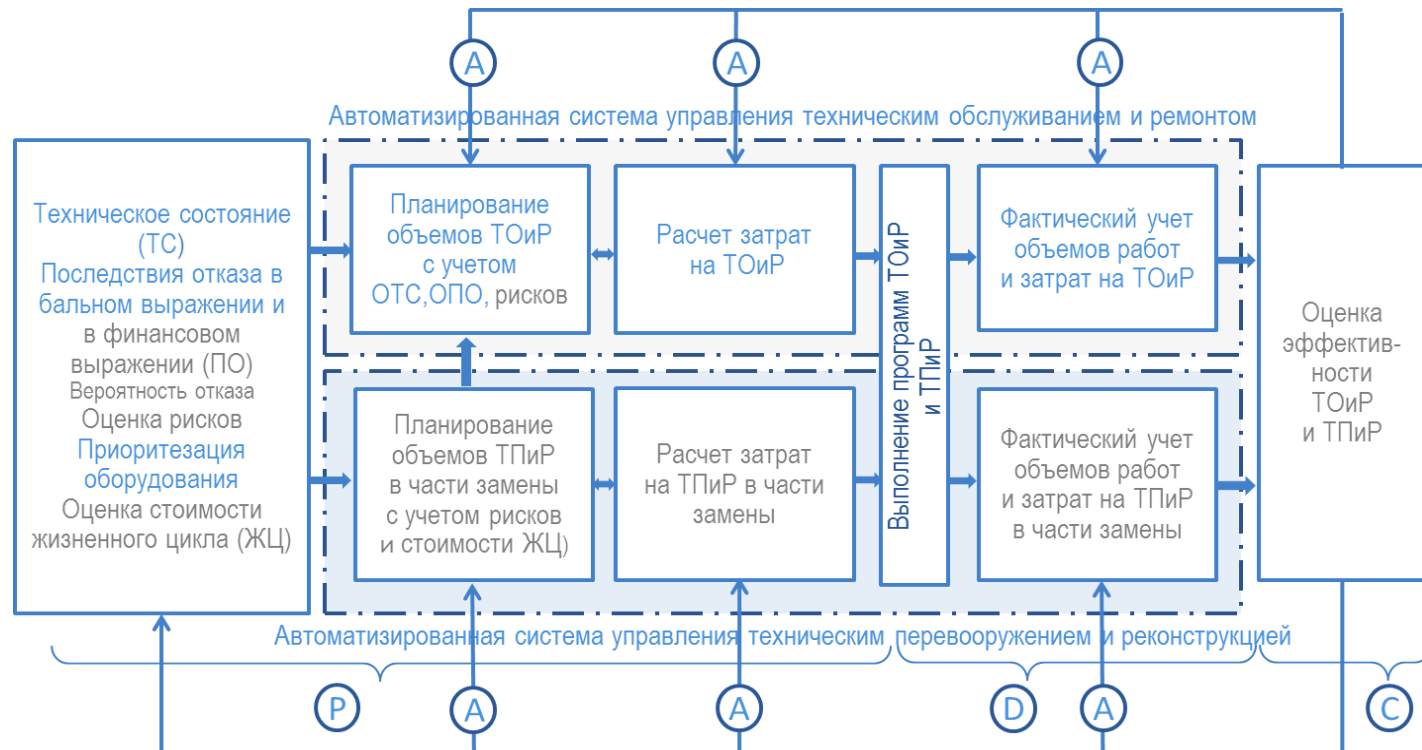 А
А
А
Автоматизированная система управления техническим обслуживанием и ремонтом
Техническое состояние
(ТС)
Последствия отказа в
бальном выражении и
в финансовом
выражении (ПО)
Вероятность отказа
Оценка рисков
Приоритезация
оборудования
Оценка стоимости
жизненного цикла (ЖЦ)
Планирование
объемов ТОиР
с учетом
ОТС,ОПО, рисков
Расчет затрат
на ТОиР
Выполнение программ ТОиР
и ТПиР
Фактический учет
объемов работ
и затрат на ТОиР
Оценка
эффектив-
ности
ТОиР
и ТПиР
Планирование
объемов ТПиР
в части замены
с учетом рисков
и стоимости ЖЦ)
Расчет затрат
на ТПиР в части
замены
Фактический учет
объемов работ
и затрат на ТПиР
в части замены
Автоматизированная система управления техническим перевооружением и реконструкцией
P
А
А
D
А
C